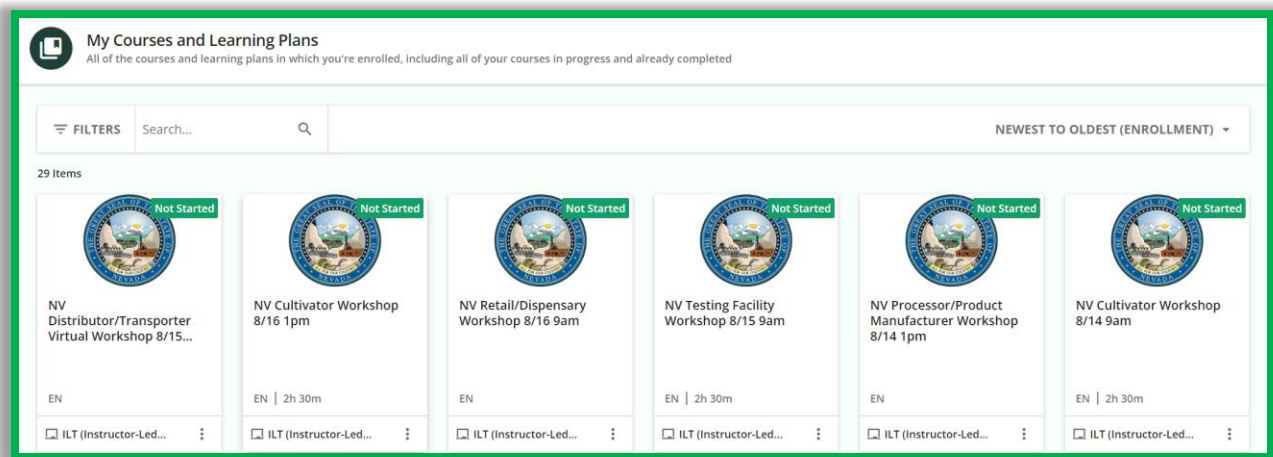 My Courses and Learning Plans
All of the courses and learning plans in which you're enrolled, including all of your courses in progress and already completed
FILTERS
Search...
NEWEST TO OLDEST (ENROLLMENT)
29 Items
Not Started
NV
Distributor/Transporter
Virtual Workshop 8/15...
EN
ILT (Instructor-Led...
Not Started
NV Cultivator Workshop
8/16 1pm
EN | 2h 30m
ILT (Instructor-Led...
Not Started
NV Retail/Dispensary
Workshop 8/16 9am
EN
ILT (Instructor-Led...
Not Started
NV Testing Facility
Workshop 8/15 9am
EN | 2h 30m
ILT (Instructor-Led...
Not Started
NV Processor/Product
Manufacturer Workshop
8/14 1pm
EN
ILT (Instructor-Led...
Not Started
NV Cultivator Workshop
8/14 9am
EN | 2h 30m
ILT (Instructor-Led...